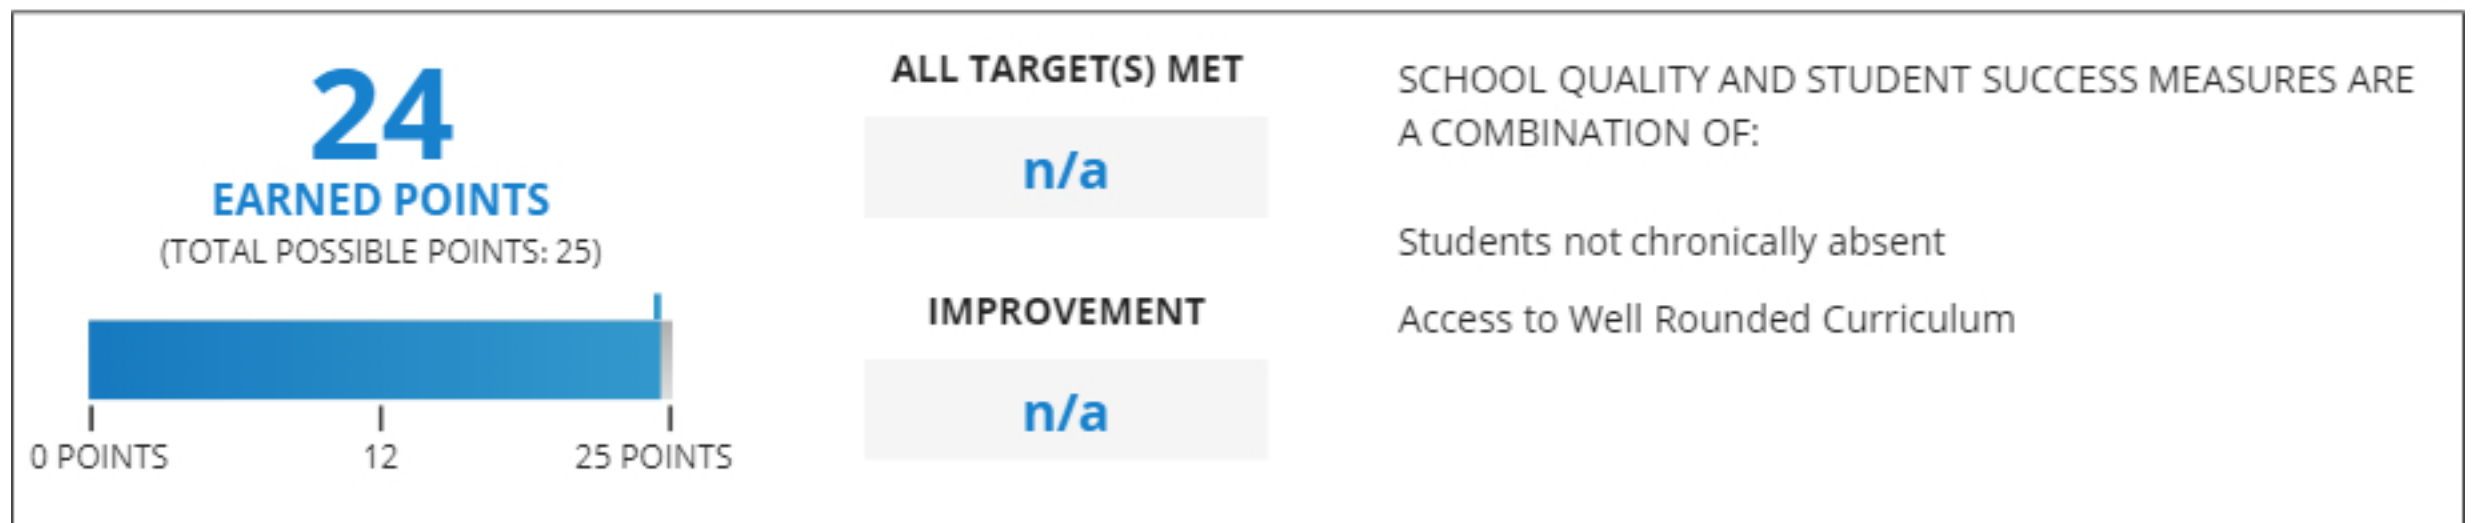 24
EARNED POINTS
(TOTAL POSSIBLE POINTS: 25)
0 POINTS
12
25 POINTS
ALL TARGET(S) MET
n/a
IMPROVEMENT
n/a
SCHOOL QUALITY AND STUDENT SUCCESS MEASURES ARE
A COMBINATION OF:
Students not chronically absent
Access to Well Rounded Curriculum